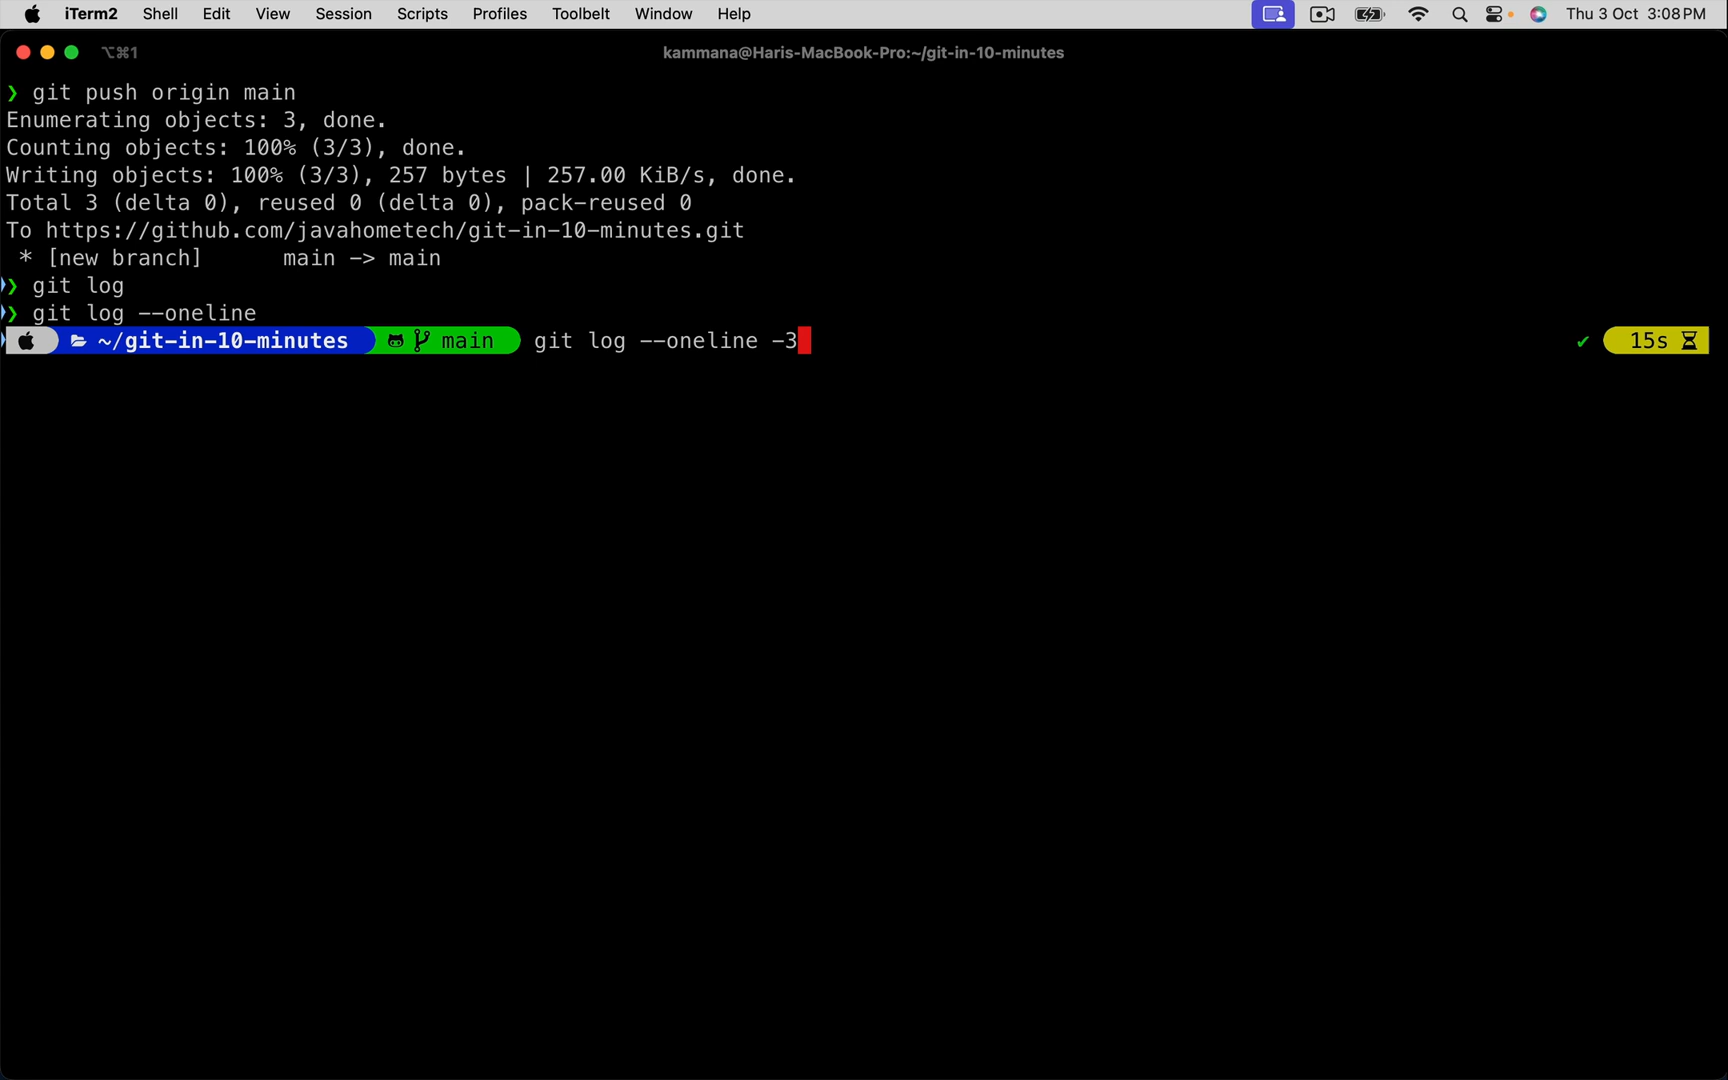 iTerm2 Shell Edit View Session Scripts Profiles Toolbelt Window Help Thu 3 Oct 3:08 PM
⌥⌘1 kammana@Haris-MacBook-Pro:~/git-in-10-minutes
❯ git push origin main
Enumerating objects: 3, done.
Counting objects: 100% (3/3), done.
Writing objects: 100% (3/3), 257 bytes | 257.00 KiB/s, done.
Total 3 (delta 0), reused 0 (delta 0), pack-reused 0
To https://github.com/javahometech/git-in-10-minutes.git
* [new branch] main -> main
❯ git log
❯ git log --oneline
~/git-in-10-minutes main git log --oneline -3 ✔ 15s